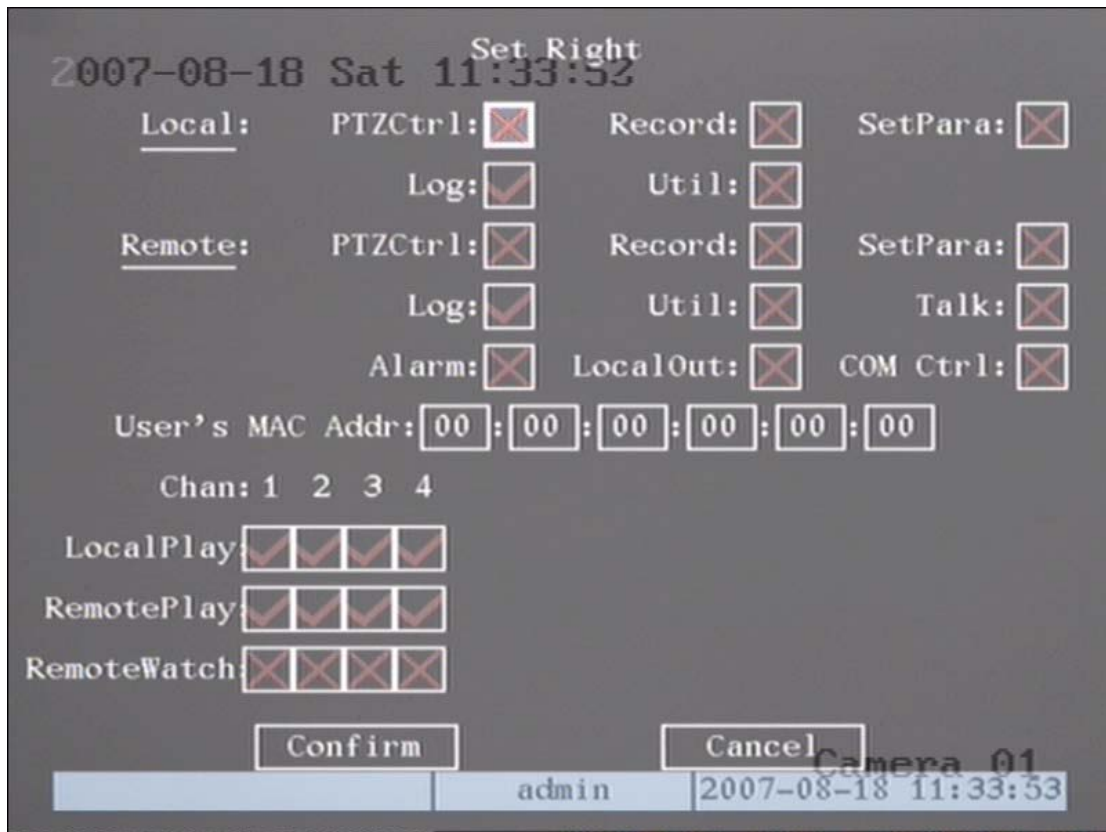 Set Right
2007-08-18 Sat 11:33:52
Local: PTZCtrl: Record: SetPara:
Log: Util:
Remote: PTZCtrl: Record: SetPara:
Log: Util: Talk:
Alarm: LocalOut: COM Ctrl:
User's MAC Addr: 00 : 00 : 00 : 00 : 00 : 00
Chan: 1 2 3 4
LocalPlay:
RemotePlay:
RemoteWatch:
Confirm Cancel
Camera 01
admin 2007-08-18 11:33:53